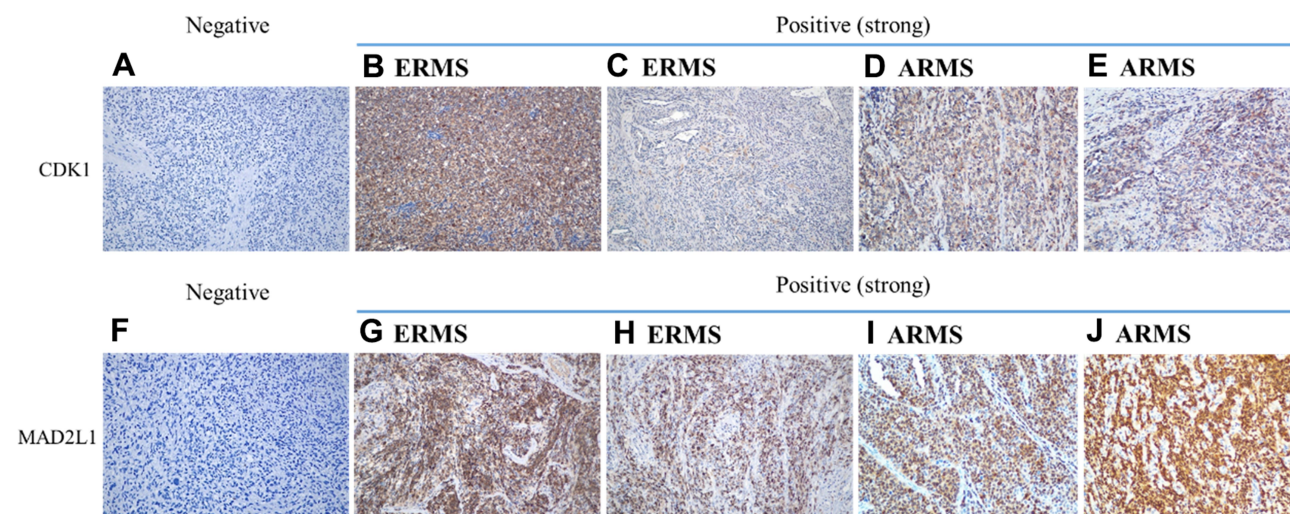 Negative
Positive (strong)
A
B ERMS
C ERMS
D ARMS
E ARMS
CDK1
Negative
Positive (strong)
F
G ERMS
H ERMS
I ARMS
J ARMS
MAD2L1